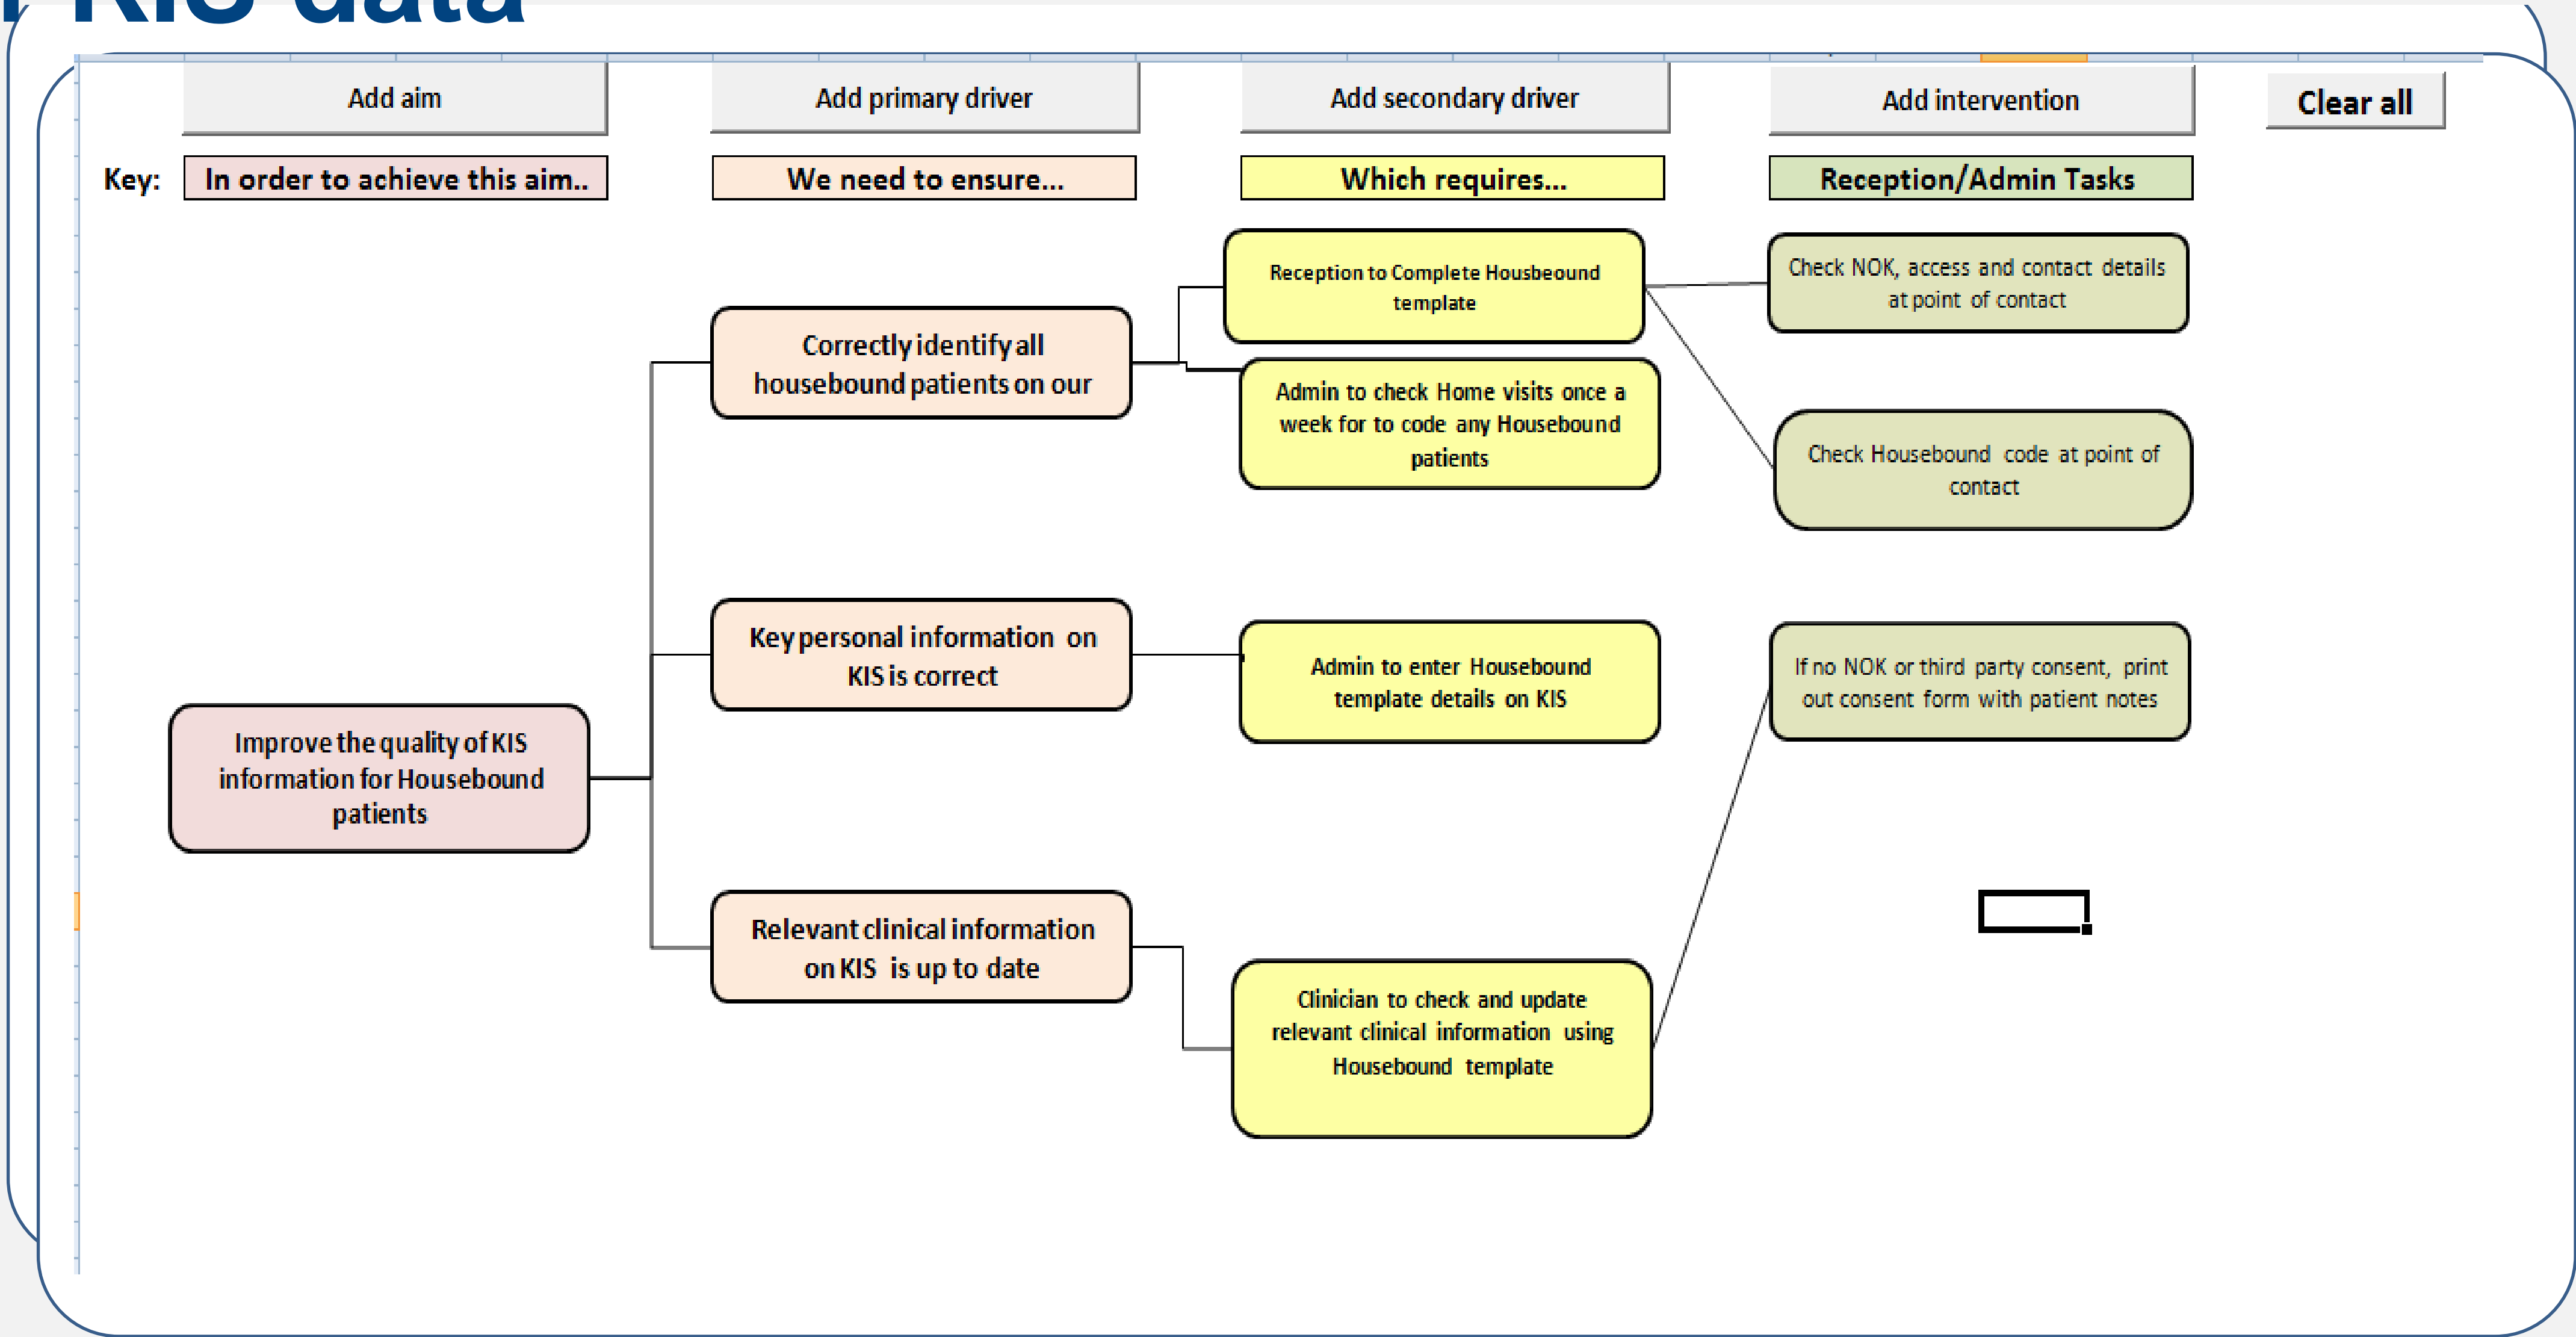 KIS data
Add aim
Add primary driver
Add secondary driver
Add intervention
Clear all
Key:
In order to achieve this aim..
We need to ensure...
Which requires...
Reception/Admin Tasks
Reception to Complete Housbeound
template
Check NOK, access and contact details
at point of contact
Correctly identify all
housebound patients on our
Admin to check Home visits once a
week for to code any Housebound
patients
Check Housebound code at point of
contact
Key personal information on
KIS is correct
Admin to enter Housebound
template details on KIS
If no NOK or third party consent, print
out consent form with patient notes
Improve the quality of KIS
information for Housebound
patients
Relevant clinical information
on KIS is up to date
Clinician to check and update
relevant clinical information using
Housebound template